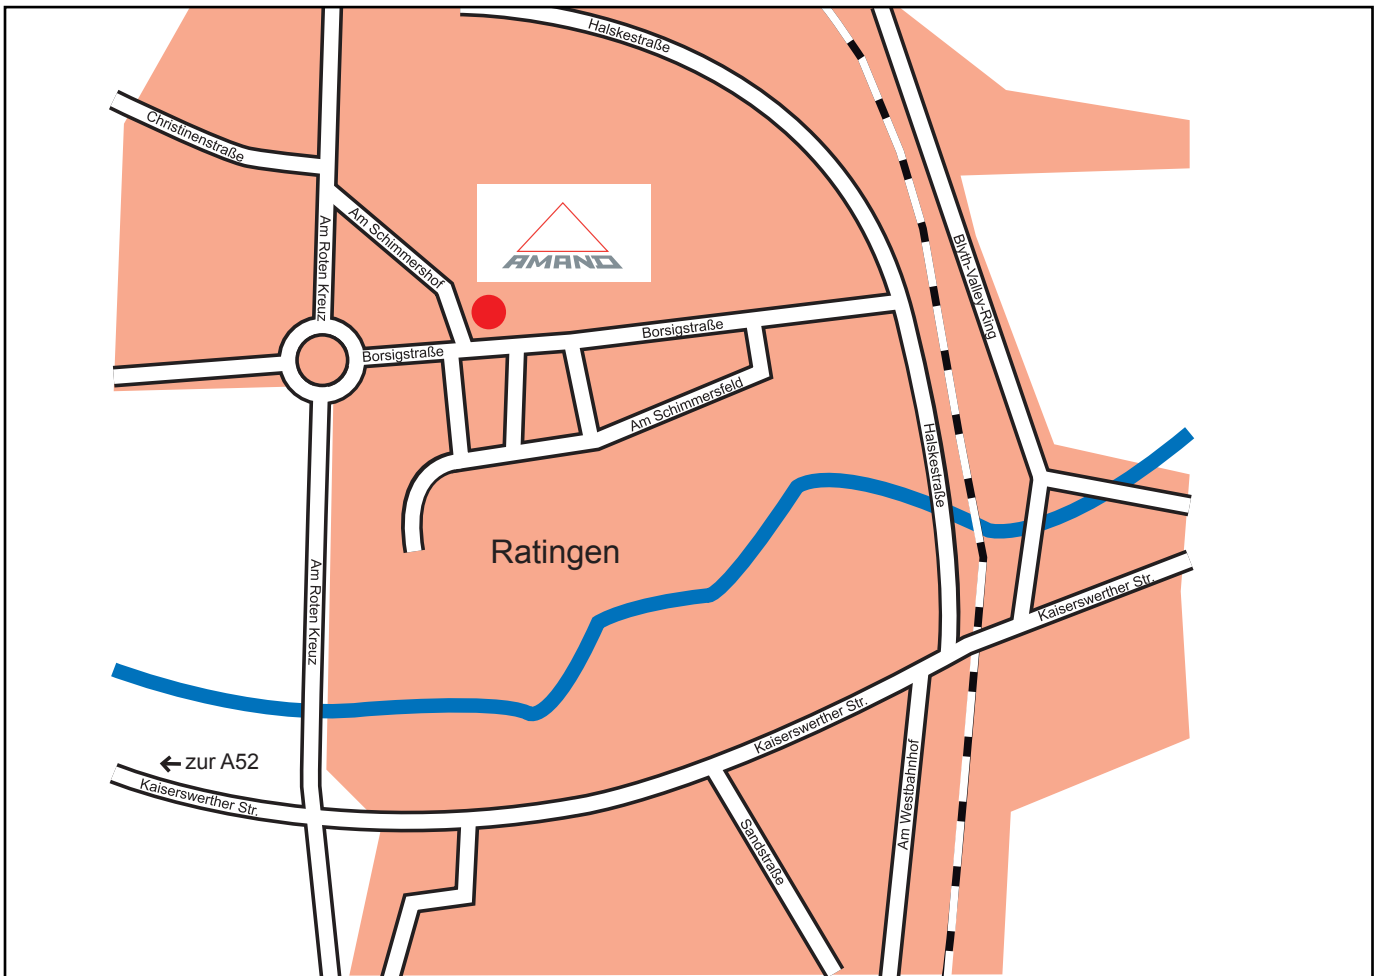 Halskestraße
Christinenstraße
Am Schimmershof
Am Roten Kreuz
AMAND
Blyth-Valley-Ring
Borsigstraße
Borsigstraße
Am Schimmersfeld
Halskestraße
Ratingen
Am Roten Kreuz
Kaiserswerther Str.
Kaiserswerther Str.
← zur A52
Kaiserswerther Str.
Am Westbahnhof
Sandstraße